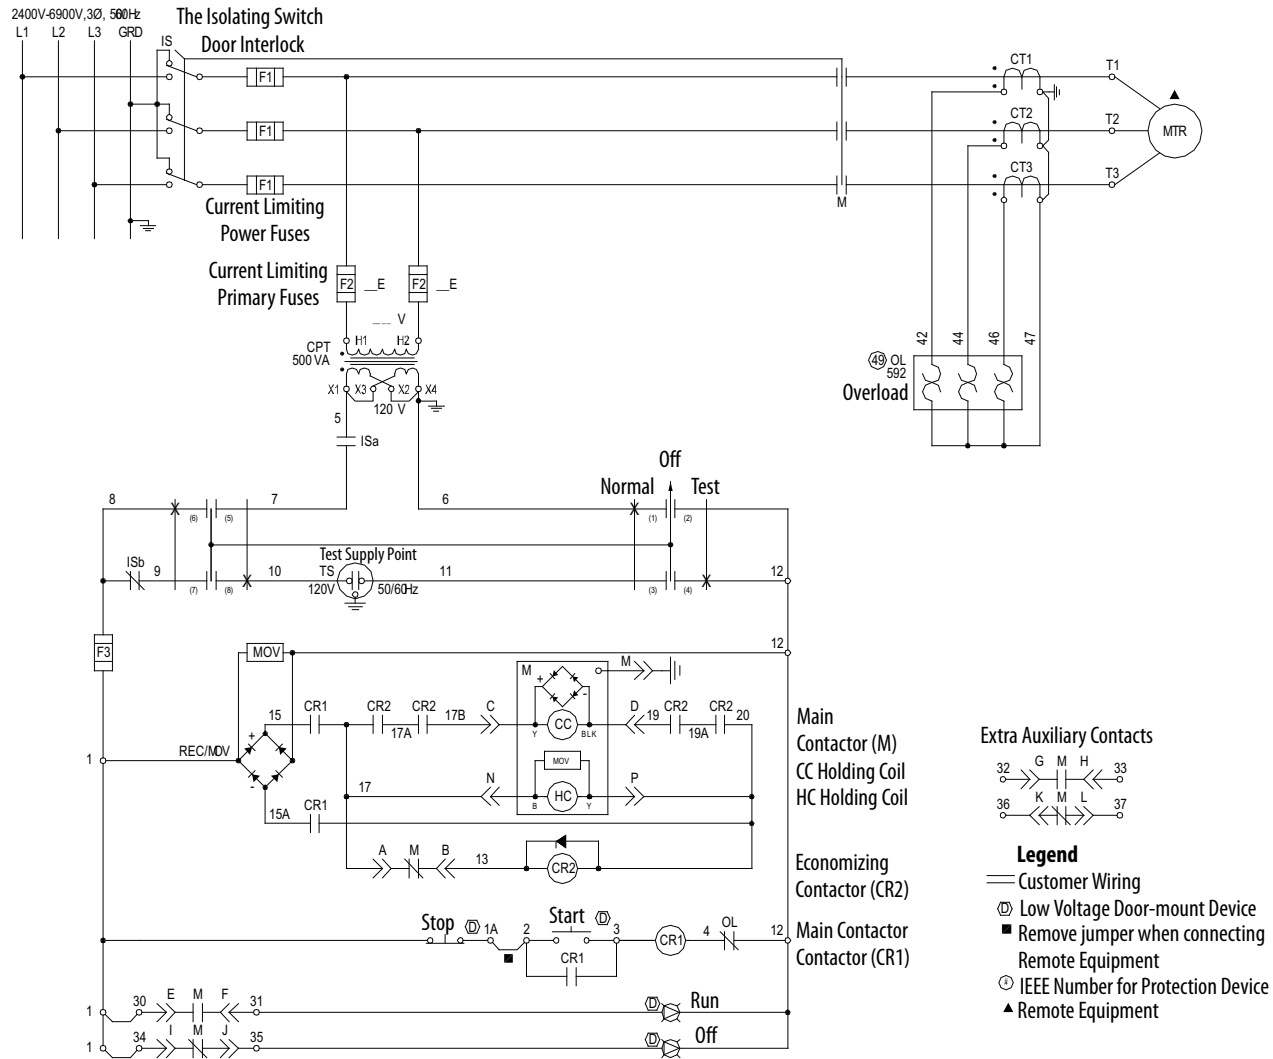 2400V-6900V,3Ø, 50Hz
L1 L2 L3 GRD
The Isolating Switch
Door Interlock
IS
F1
F1
F1
Current Limiting
Power Fuses
M
CT1
CT2
CT3
T1
T2
T3
MTR
Current Limiting
Primary Fuses
F2 __E
F2 __E
___ V
CPT
500 VA
H1 H2
X1 X3 X2 X4
120 V
5
ISa
42 44 46 47
49 OL
592
Overload
Off
Normal Test
8
(6) (5)
7
6
(1) (2)
ISb
9
(7) (8)
10
Test Supply Point
TS
120V
50/60Hz
11
(3) (4)
12
F3
MOV
12
M
+
-
M
15
CR1
CR2
17A
CR2
17B
C
Y
CC
BLK
D
19
CR2
19A
CR2
20
Main
Contactor (M)
CC Holding Coil
HC Holding Coil
1
REC/MOV
+
-
MOV
17
N
B
HC
Y
P
15A
CR1
A M B
13
CR2
Economizing
Contactor (CR2)
Stop
D
1A
2
Start
D
3
CR1
CR1
4
OL
12
Main Contactor
Contactor (CR1)
1
30
E M F
31
D
Run
1
34
I M J
35
D
Off
Extra Auxiliary Contacts
32 G M H 33
36 K M L 37
Legend
Customer Wiring
D Low Voltage Door-mount Device
Remove jumper when connecting
Remote Equipment
# IEEE Number for Protection Device
Remote Equipment